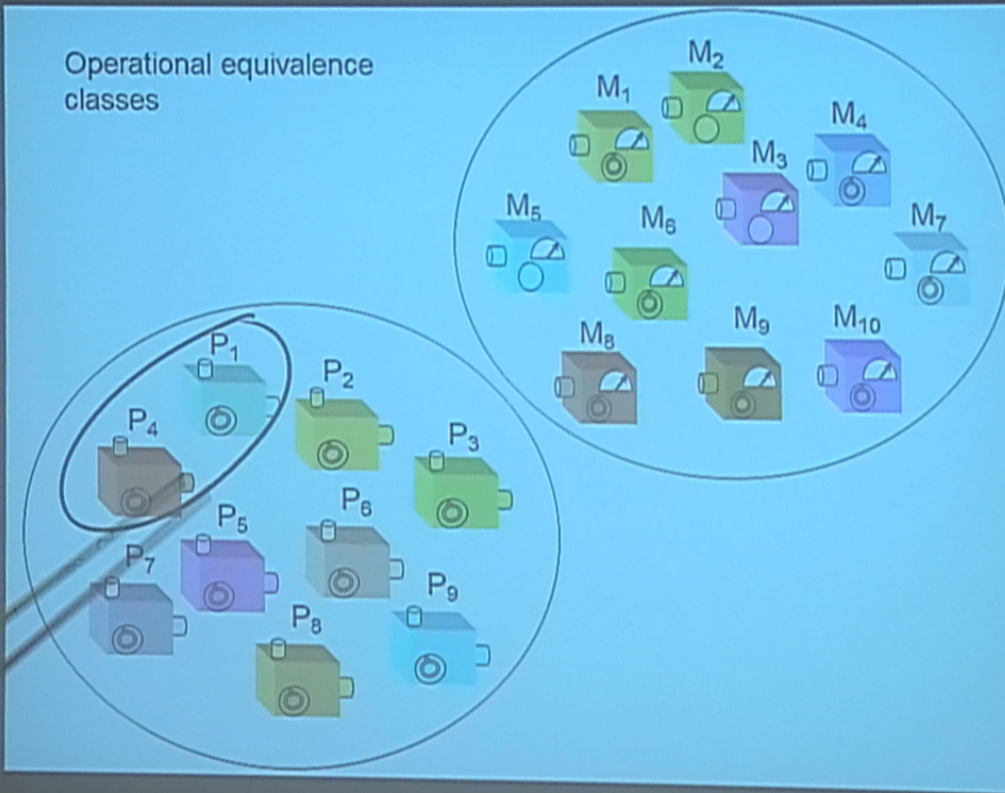 Operational equivalence
classes
M₂
M₁
M₄
M₃
M₅
M₆
M₇
M₈
M₉
M₁₀
P₁
P₂
P₄
P₃
P₆
P₅
P₇
P₉
P₈